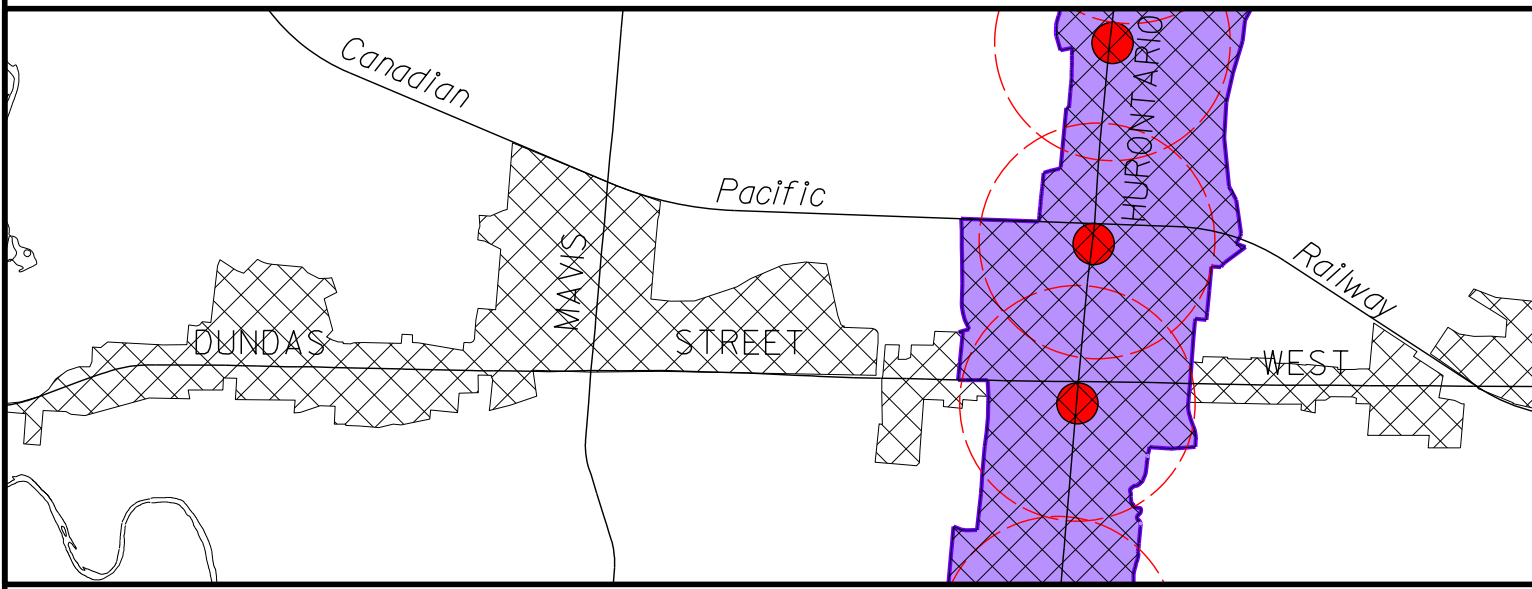 Canadian
Pacific
Railway
HURONTARIO
MAVIS
DUNDAS STREET WEST